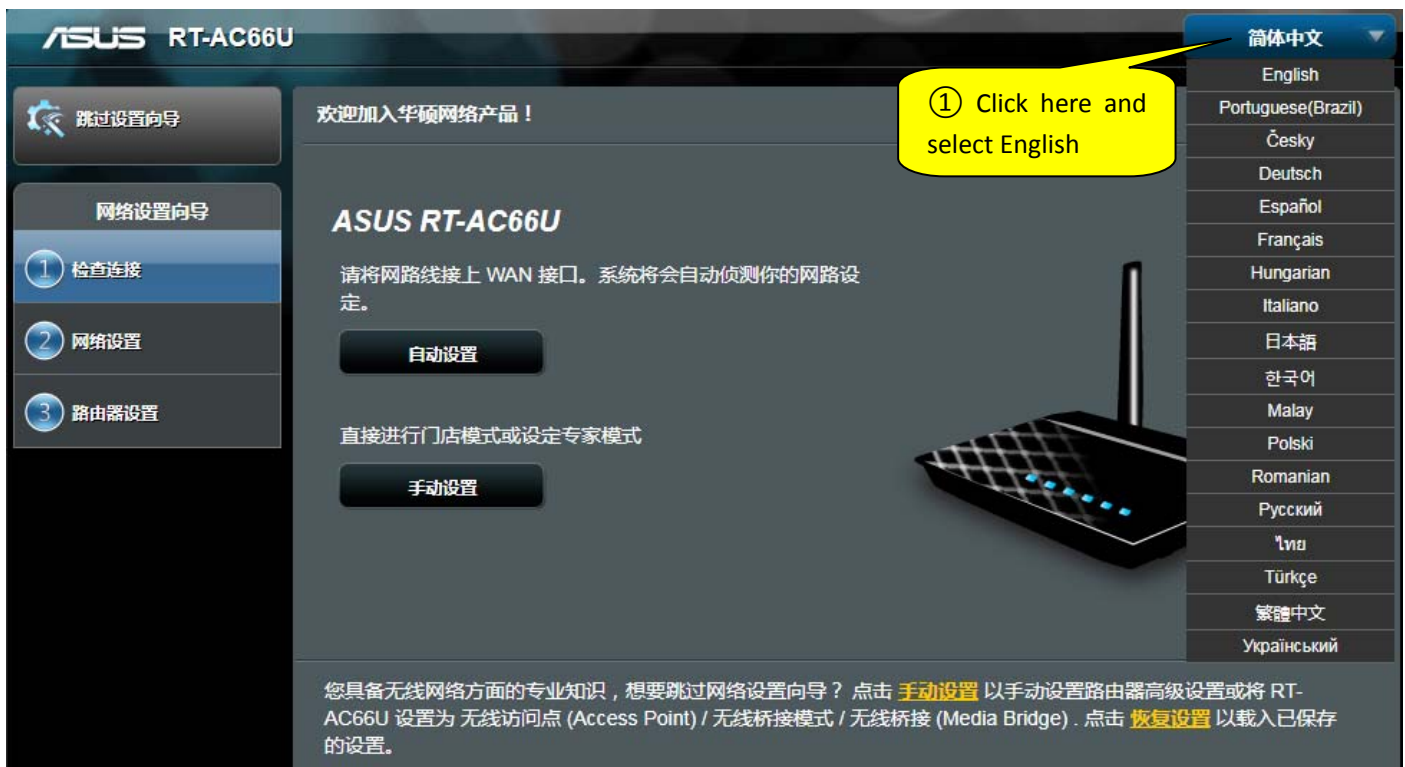 ASUS RT-AC66U
简体中文
English
Portuguese(Brazil)
Česky
Deutsch
Español
Français
Hungarian
Italiano
日本語
한국어
Malay
Polski
Romanian
Русский
ไทย
Türkçe
繁體中文
Український
① Click here and
select English
跳过设置向导
网络设置向导
1 检查连接
2 网络设置
3 路由器设置
欢迎加入华硕网络产品！
ASUS RT-AC66U
请将网路线接上 WAN 接口。系统将会自动侦测你的网路设
定。
自动设置
直接进行门店模式或设定专家模式
手动设置
您具备无线网络方面的专业知识，想要跳过网络设置向导？ 点击 手动设置 以手动设置路由器高级设置或将 RT-
AC66U 设置为 无线访问点 (Access Point) / 无线桥接模式 / 无线桥接 (Media Bridge) . 点击 恢复设置 以载入已保存
的设置。